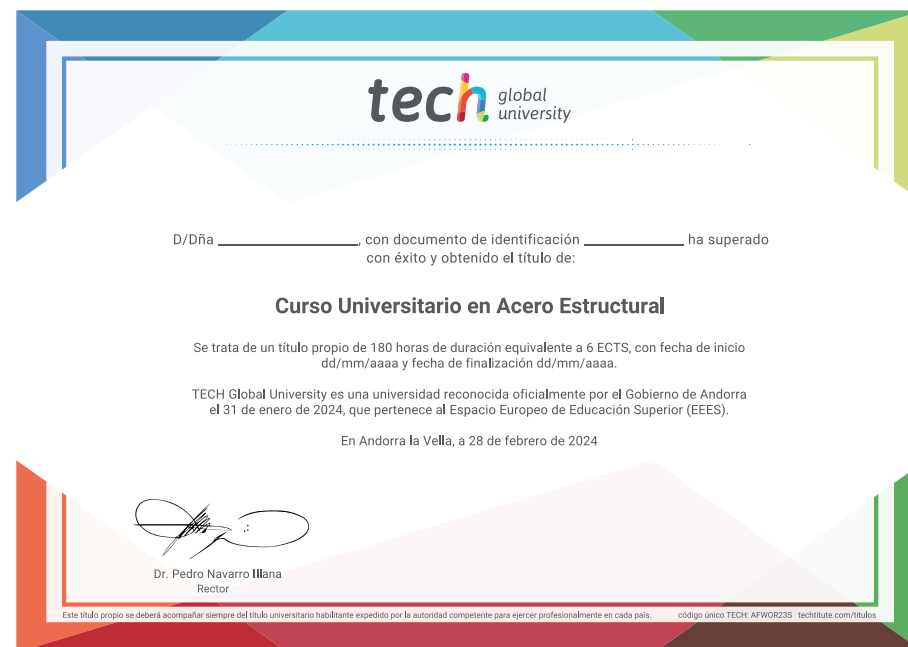 tech global university
D/Dña ______________, con documento de identificación __________ ha superado
con éxito y obtenido el título de:
Curso Universitario en Acero Estructural
Se trata de un título propio de 180 horas de duración equivalente a 6 ECTS, con fecha de inicio
dd/mm/aaaa y fecha de finalización dd/mm/aaaa.
TECH Global University es una universidad reconocida oficialmente por el Gobierno de Andorra
el 31 de enero de 2024, que pertenece al Espacio Europeo de Educación Superior (EEES).
En Andorra la Vella, a 28 de febrero de 2024
Dr. Pedro Navarro Illana
Rector
Este título propio se deberá acompañar siempre del título universitario habilitante expedido por la autoridad competente para ejercer profesionalmente en cada país. código único TECH: AFWOR23S techtitute.com/titulos